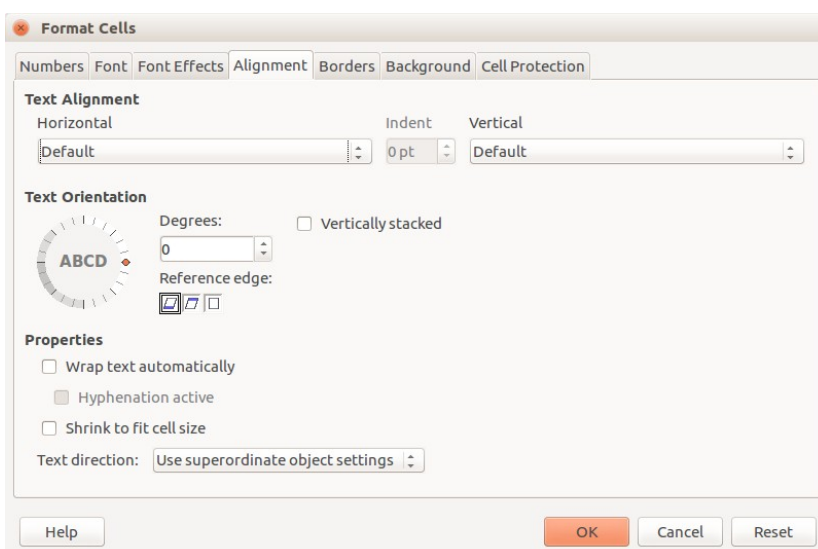 Format Cells
Numbers Font Font Effects Alignment Borders Background Cell Protection
Text Alignment
Horizontal Indent Vertical
Default 0 pt Default
Text Orientation
Degrees: Vertically stacked
ABCD 0
Reference edge:
Properties
Wrap text automatically
Hyphenation active
Shrink to fit cell size
Text direction: Use superordinate object settings
Help OK Cancel Reset